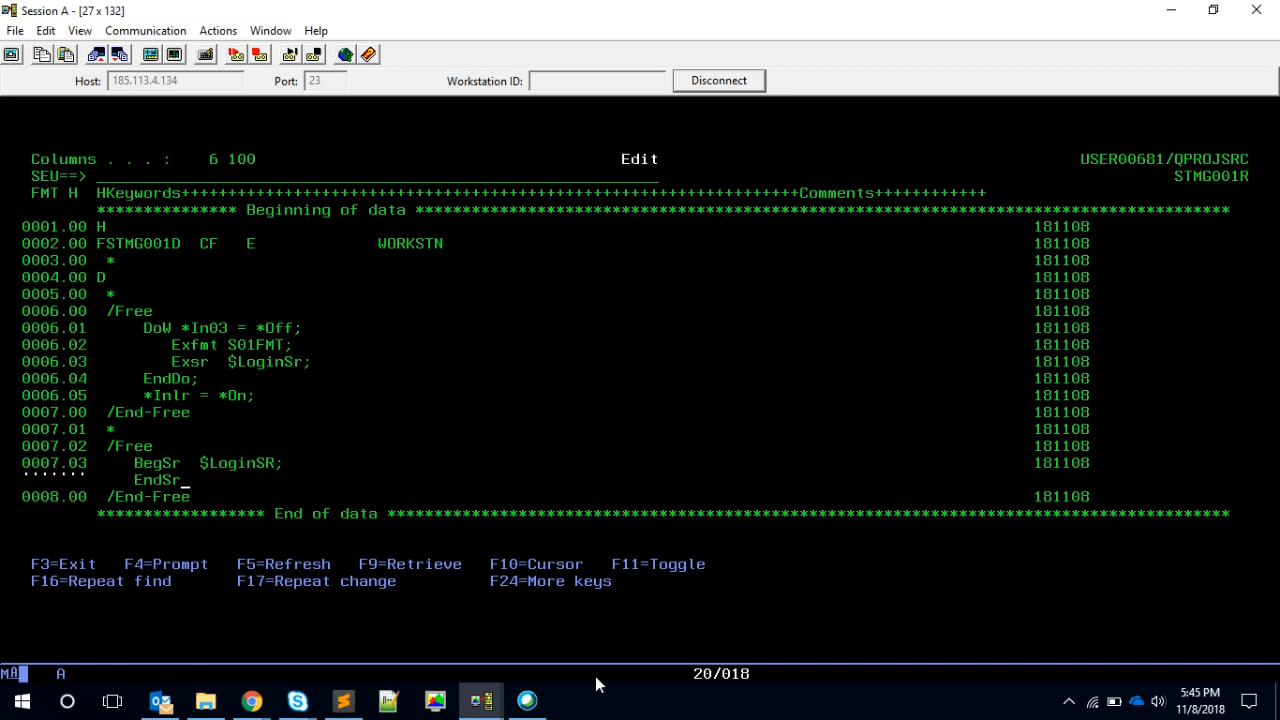 Session A - [27 x 132]
File Edit View Communication Actions Window Help
Host: 185.113.4.134 Port: 23 Workstation ID: Disconnect
Columns . . . : 6 100 Edit USER00681/QPROJSRC
SEU==> STMG001R
FMT H HKeywords++++++++++++++++++++++++++++++++++++++++++++++++++++++++++++++++++Comments++++++++++++
*************** Beginning of data ***************************************************************************************
0001.00 H 181108
0002.00 FSTMG001D CF E WORKSTN 181108
0003.00 * 181108
0004.00 D 181108
0005.00 * 181108
0006.00 /Free 181108
0006.01 DoW *In03 = *Off; 181108
0006.02 Exfmt S01FMT; 181108
0006.03 Exsr $LoginSr; 181108
0006.04 EndDo; 181108
0006.05 *Inlr = *On; 181108
0007.00 /End-Free 181108
0007.01 * 181108
0007.02 /Free 181108
0007.03 BegSr $LoginSR; 181108
''''''' EndSr_
0008.00 /End-Free 181108
****************** End of data ******************************************************************************************
F3=Exit F4=Prompt F5=Refresh F9=Retrieve F10=Cursor F11=Toggle
F16=Repeat find F17=Repeat change F24=More keys
MA A 20/018
5:45 PM
11/8/2018